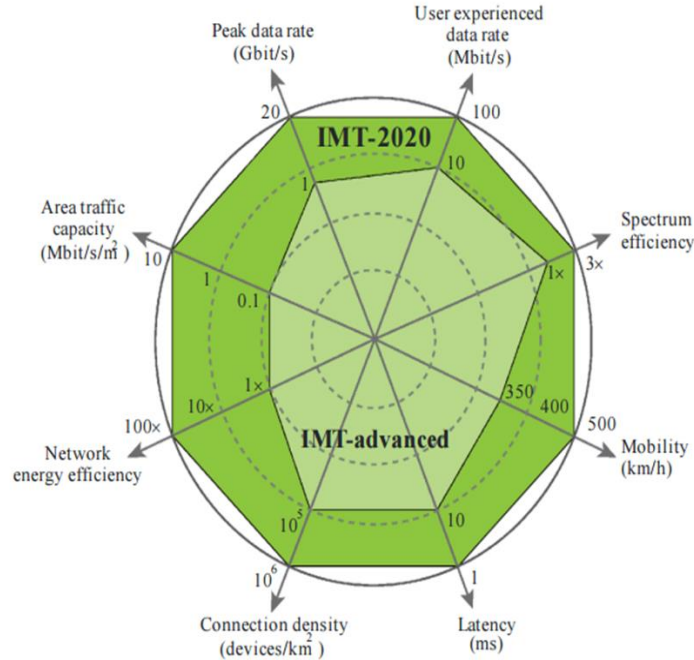 Peak data rate
(Gbit/s)
User experienced
data rate
(Mbit/s)
20
100
IMT-2020
1
10
Area traffic
capacity
(Mbit/s/m²)
10
1
0.1
Spectrum
efficiency
1×
3×
1×
10×
100×
350
400
500
Network
energy efficiency
IMT-advanced
Mobility
(km/h)
10⁵
10
10⁶
1
Connection density
(devices/km²)
Latency
(ms)